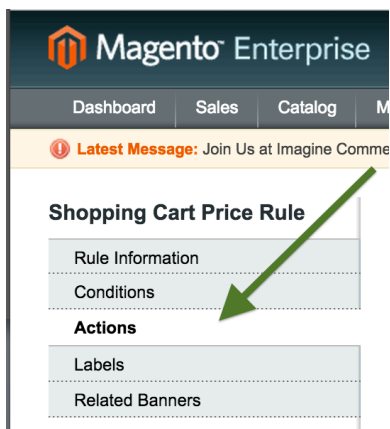 Magento™ Enterprise
Dashboard Sales Catalog M
Latest Message: Join Us at Imagine Comme
Shopping Cart Price Rule
Rule Information
Conditions
Actions
Labels
Related Banners